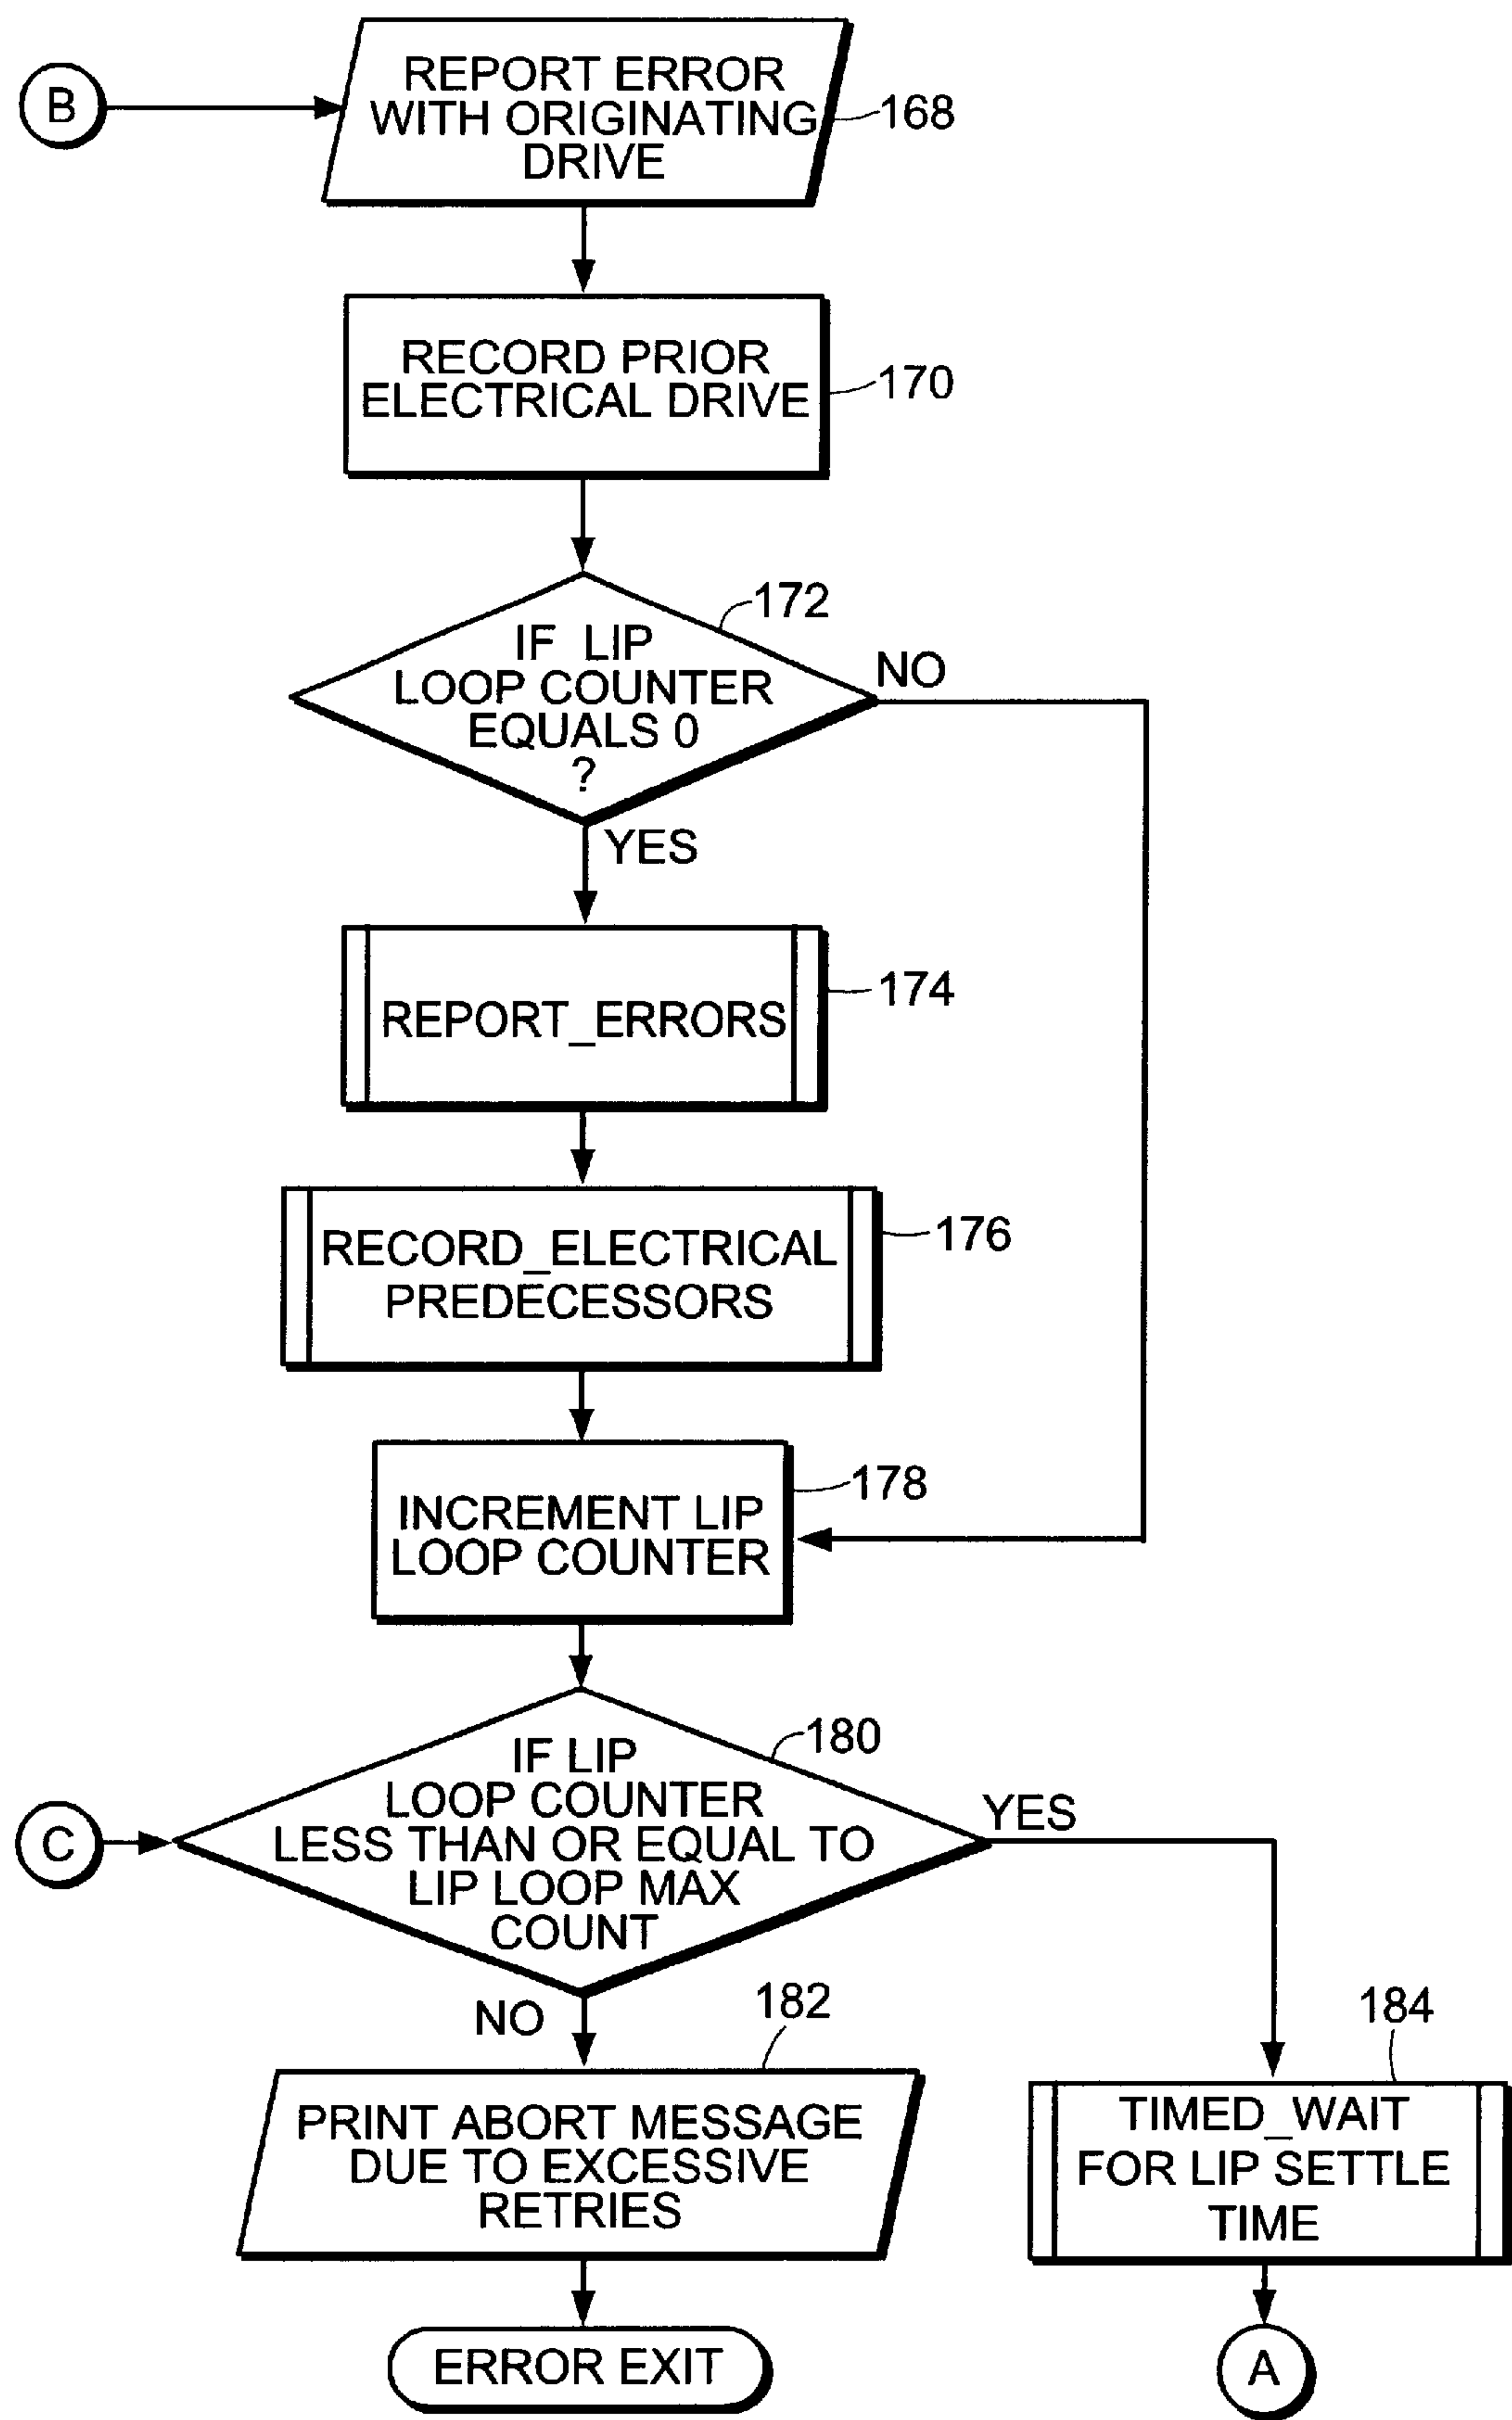 B
REPORT ERROR
WITH ORIGINATING
DRIVE
168
RECORD PRIOR
ELECTRICAL DRIVE
170
172
IF LIP
LOOP COUNTER
EQUALS 0
?
NO
YES
REPORT_ERRORS
174
RECORD_ELECTRICAL
PREDECESSORS
176
INCREMENT LIP
LOOP COUNTER
178
180
IF LIP
LOOP COUNTER
LESS THAN OR EQUAL TO
LIP LOOP MAX
COUNT
C
YES
NO
182
184
PRINT ABORT MESSAGE
DUE TO EXCESSIVE
RETRIES
TIMED_WAIT
FOR LIP SETTLE
TIME
ERROR EXIT
A